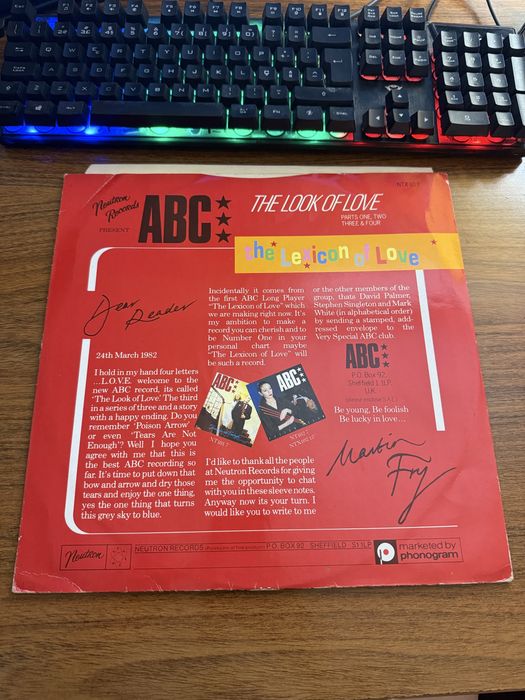 Neutron
Records
PRESENT
ABC
THE LOOK OF LOVE
PARTS ONE, TWO
THREE & FOUR
the Lexicon of Love
Dear
Reader
24th March 1982
I hold in my hand four letters
...L.O.V.E. welcome to the
new ABC record, its called
'The Look of Love.' The third
in a series of three and a story
with a happy ending. Do you
remember 'Poison Arrow'
or even 'Tears Are Not
Enough'? Well I hope you
agree with me that this is
the best ABC recording so
far. It's time to put down that
bow and arrow and dry those
tears and enjoy the one thing,
yes the one thing that turns
this grey sky to blue.
Incidentally it comes from
the first ABC Long Player
"The Lexicon of Love" which
we are making right now. It's
my ambition to make a
record you can cherish and to
be Number One in your
personal chart maybe
"The Lexicon of Love" will
be such a record.
ABC
ABC
I'd like to thank all the people
at Neutron Records for giving
me the opportunity to chat
with you in these sleeve notes.
Anyway now its your turn. I
would like you to write to me
or the other members of the
group, thats David Palmer,
Stephen Singleton and Mark
White (in alphabetical order)
by sending a stamped, add-
ressed envelope to the
Very Special ABC club.
ABC
P.O. Box 92,
Sheffield 1 1LP,
U.K.
(please enclose S.A.E.)
Be young, Be foolish
Be lucky in love...
Martin
Fry
Neutron
NEUTRON RECORDS
P.O. BOX 92 SHEFFIELD S1 1LP
marketed by
phonogram